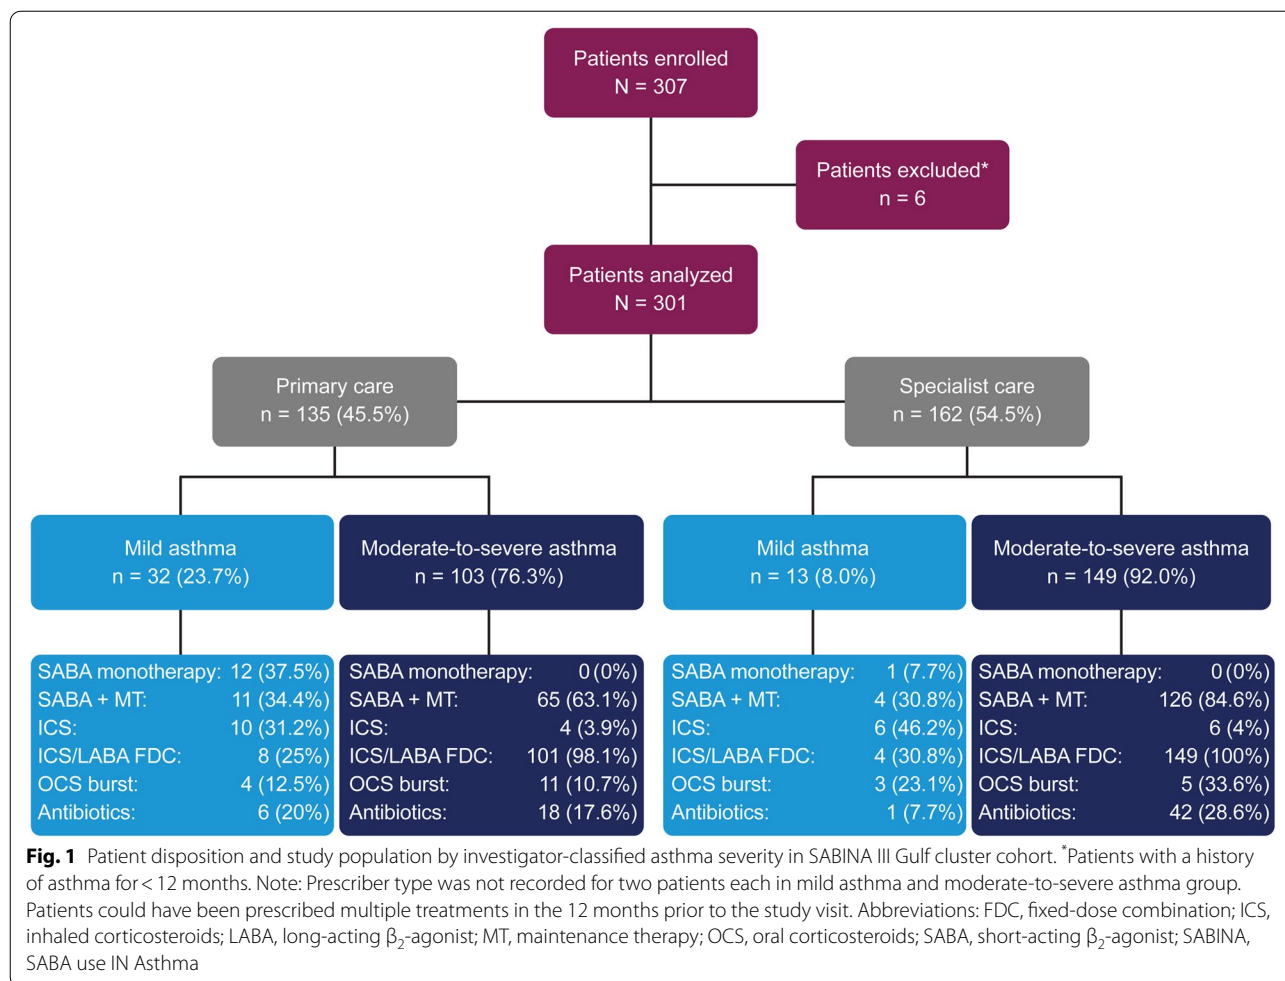 Patients enrolled
N = 307
Patients excluded*
n = 6
Patients analyzed
N = 301
Primary care
n = 135 (45.5%)
Specialist care
n = 162 (54.5%)
Mild asthma
n = 32 (23.7%)
Moderate-to-severe asthma
n = 103 (76.3%)
Mild asthma
n = 13 (8.0%)
Moderate-to-severe asthma
n = 149 (92.0%)
SABA monotherapy: 12 (37.5%)
SABA + MT: 11 (34.4%)
ICS: 10 (31.2%)
ICS/LABA FDC: 8 (25%)
OCS burst: 4 (12.5%)
Antibiotics: 6 (20%)
SABA monotherapy: 0 (0%)
SABA + MT: 65 (63.1%)
ICS: 4 (3.9%)
ICS/LABA FDC: 101 (98.1%)
OCS burst: 11 (10.7%)
Antibiotics: 18 (17.6%)
SABA monotherapy: 1 (7.7%)
SABA + MT: 4 (30.8%)
ICS: 6 (46.2%)
ICS/LABA FDC: 4 (30.8%)
OCS burst: 3 (23.1%)
Antibiotics: 1 (7.7%)
SABA monotherapy: 0 (0%)
SABA + MT: 126 (84.6%)
ICS: 6 (4%)
ICS/LABA FDC: 149 (100%)
OCS burst: 5 (33.6%)
Antibiotics: 42 (28.6%)
Fig. 1 Patient disposition and study population by investigator-classified asthma severity in SABINA III Gulf cluster cohort. *Patients with a history
of asthma for < 12 months. Note: Prescriber type was not recorded for two patients each in mild asthma and moderate-to-severe asthma group.
Patients could have been prescribed multiple treatments in the 12 months prior to the study visit. Abbreviations: FDC, fixed-dose combination; ICS,
inhaled corticosteroids; LABA, long-acting β₂-agonist; MT, maintenance therapy; OCS, oral corticosteroids; SABA, short-acting β₂-agonist; SABINA,
SABA use IN Asthma